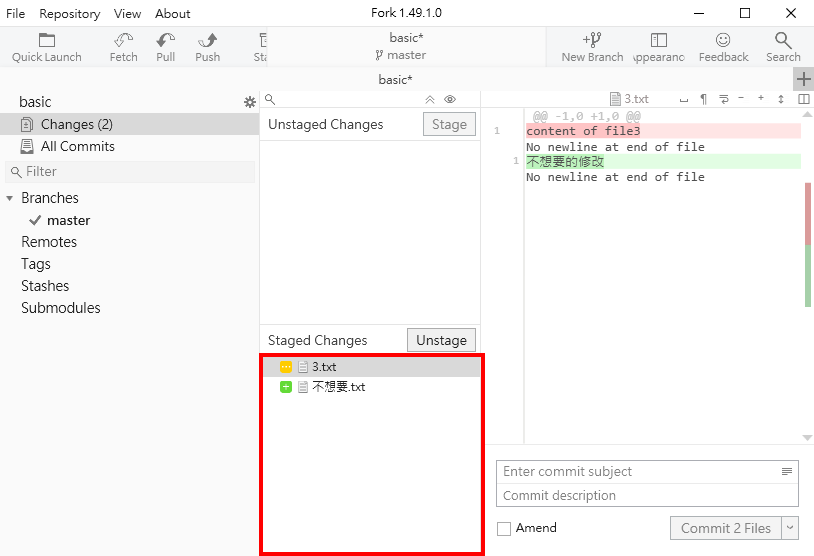 File Repository View About Fork 1.49.1.0
Quick Launch Fetch Pull Push Sta basic* master New Branch Appearanc Feedback Search
basic*
basic
Changes (2)
All Commits
Filter
Branches
master
Remotes
Tags
Stashes
Submodules
Unstaged Changes Stage
Staged Changes Unstage
3.txt
不想要.txt
3.txt
@@ -1,0 +1,0 @@
1 content of file3
No newline at end of file
1 不想要的修改
No newline at end of file
Enter commit subject
Commit description
Amend Commit 2 Files